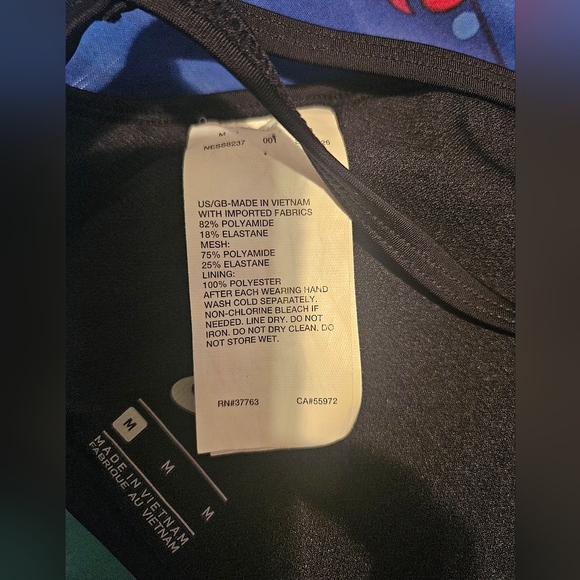 M
NESS8237 001 26
US/GB-MADE IN VIETNAM
WITH IMPORTED FABRICS
82% POLYAMIDE
18% ELASTANE
MESH:
75% POLYAMIDE
25% ELASTANE
LINING:
100% POLYESTER
AFTER EACH WEARING HAND
WASH COLD SEPARATELY.
NON-CHLORINE BLEACH IF
NEEDED. LINE DRY. DO NOT
IRON. DO NOT DRY CLEAN. DO
NOT STORE WET.
RN#37763 CA#55972
M M M
MADE IN VIETNAM
FABRIQUE AU VIETNAM